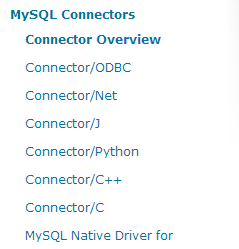 MySQL Connectors
Connector Overview
Connector/ODBC
Connector/Net
Connector/J
Connector/Python
Connector/C++
Connector/C
MySQL Native Driver for